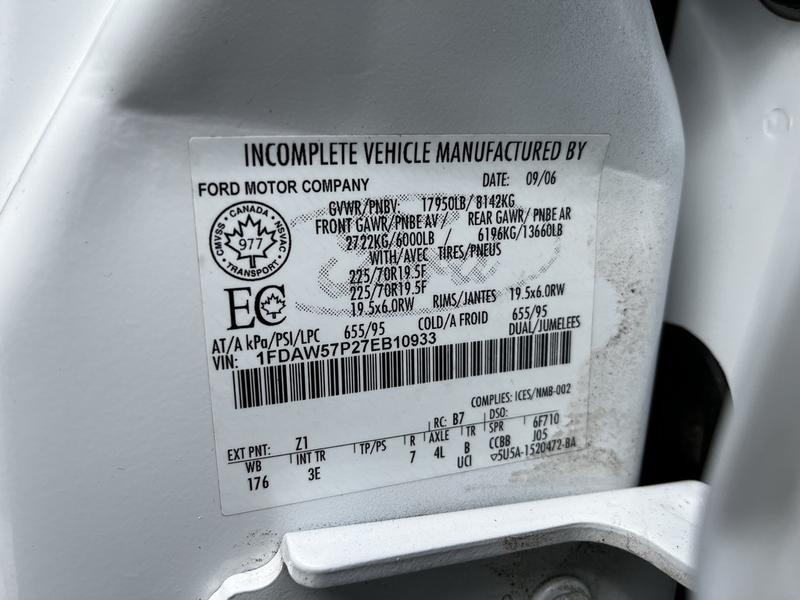 INCOMPLETE VEHICLE MANUFACTURED BY
FORD MOTOR COMPANY
DATE: 09/06
GVWR/PNBV: 17950LB/8142KG
FRONT GAWR/PNBE AV / REAR GAWR/PNBE AR
2722KG/6000LB / 6196KG/13660LB
WITH/AVEC TIRES/PNEUS
225/70R19.5F
225/70R19.5F
19.5x6.0RW RIMS/JANTES 19.5x6.0RW
CMVSS • CANADA • NSVAC
977
TRANSPORT
EC
AT/A kPa/PSI/LPC 655/95 COLD/A FROID 655/95
DUAL/JUMELEES
VIN: 1FDAW57P27EB10933
COMPLIES: ICES/NMB-002
EXT PNT: Z1 RC: B7 DSO: 6F710
WB INT TR TP/PS R AXLE TR SPR J05
176 3E 7 4L B CCBB
UCI ▽5U5A-1520472-BA